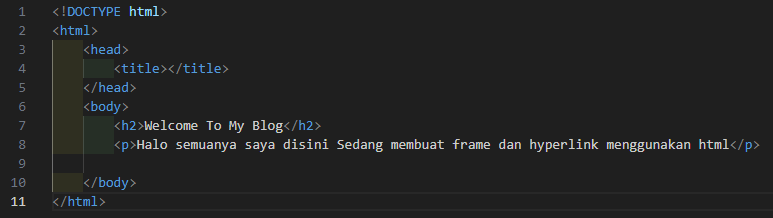 1 <!DOCTYPE html>
2 <html>
3     <head>
4         <title></title>
5     </head>
6     <body>
7         <h2>Welcome To My Blog</h2>
8         <p>Halo semuanya saya disini Sedang membuat frame dan hyperlink menggunakan html</p>
9
10     </body>
11 </html>